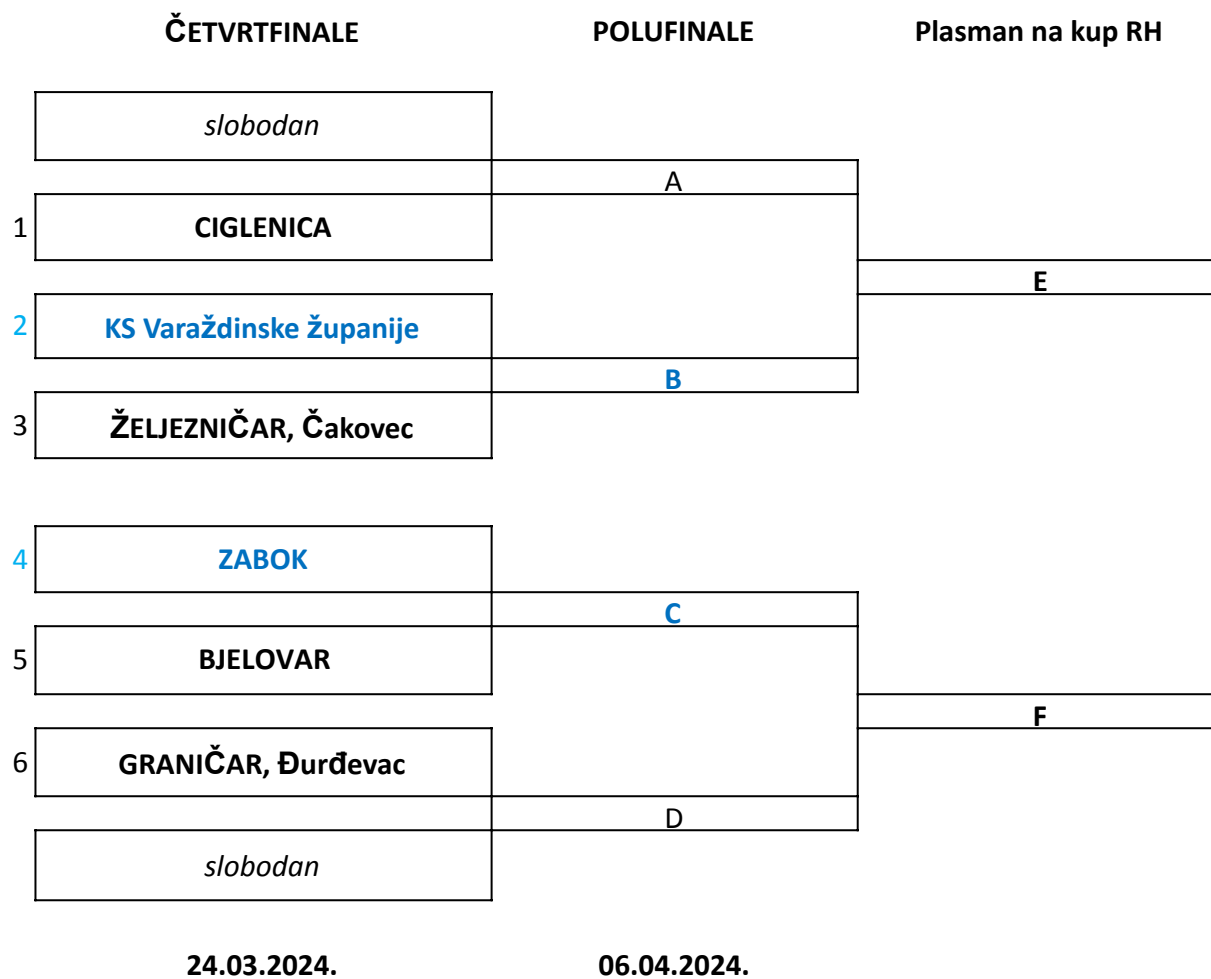 ČETVRTFINALE POLUFINALE Plasman na kup RH
slobodan
A
1 CIGLENICA
E
2 KS Varaždinske županije
B
3 ŽELJEZNIČAR, Čakovec
4 ZABOK
C
5 BJELOVAR
F
6 GRANIČAR, Đurđevac
D
slobodan
24.03.2024. 06.04.2024.